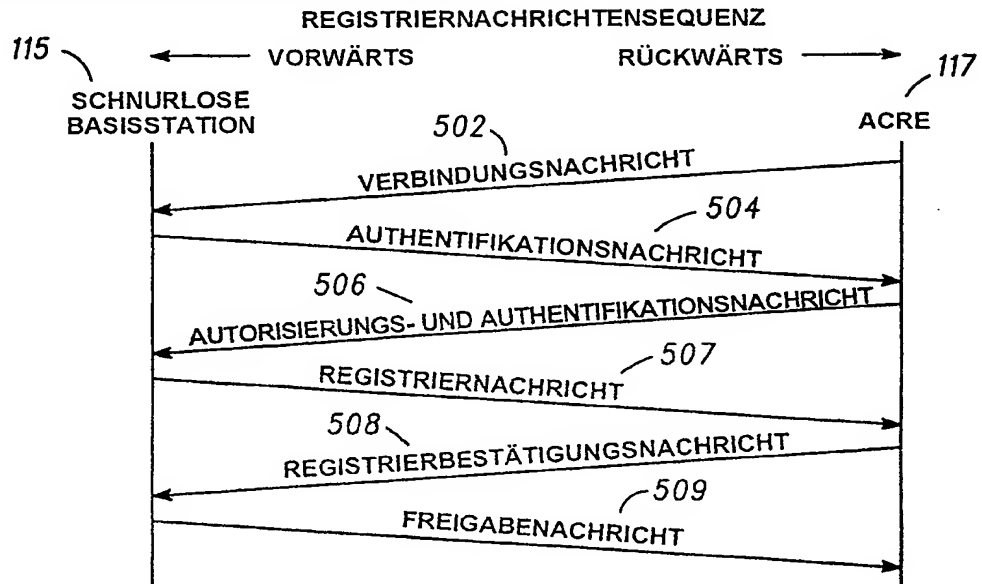 REGISTRIERNACHRICHTENSEQUENZ
115
VORWÄRTS
RÜCKWÄRTS
117
SCHNURLOSE
BASISSTATION
ACRE
502
VERBINDUNGSNACHRICHT
504
AUTHENTIFIKATIONSNACHRICHT
506
AUTORISIERUNGS- UND AUTHENTIFIKATIONSNACHRICHT
507
REGISTRIERNACHRICHT
508
REGISTRIERBESTÄTIGUNGSNACHRICHT
509
FREIGABENACHRICHT